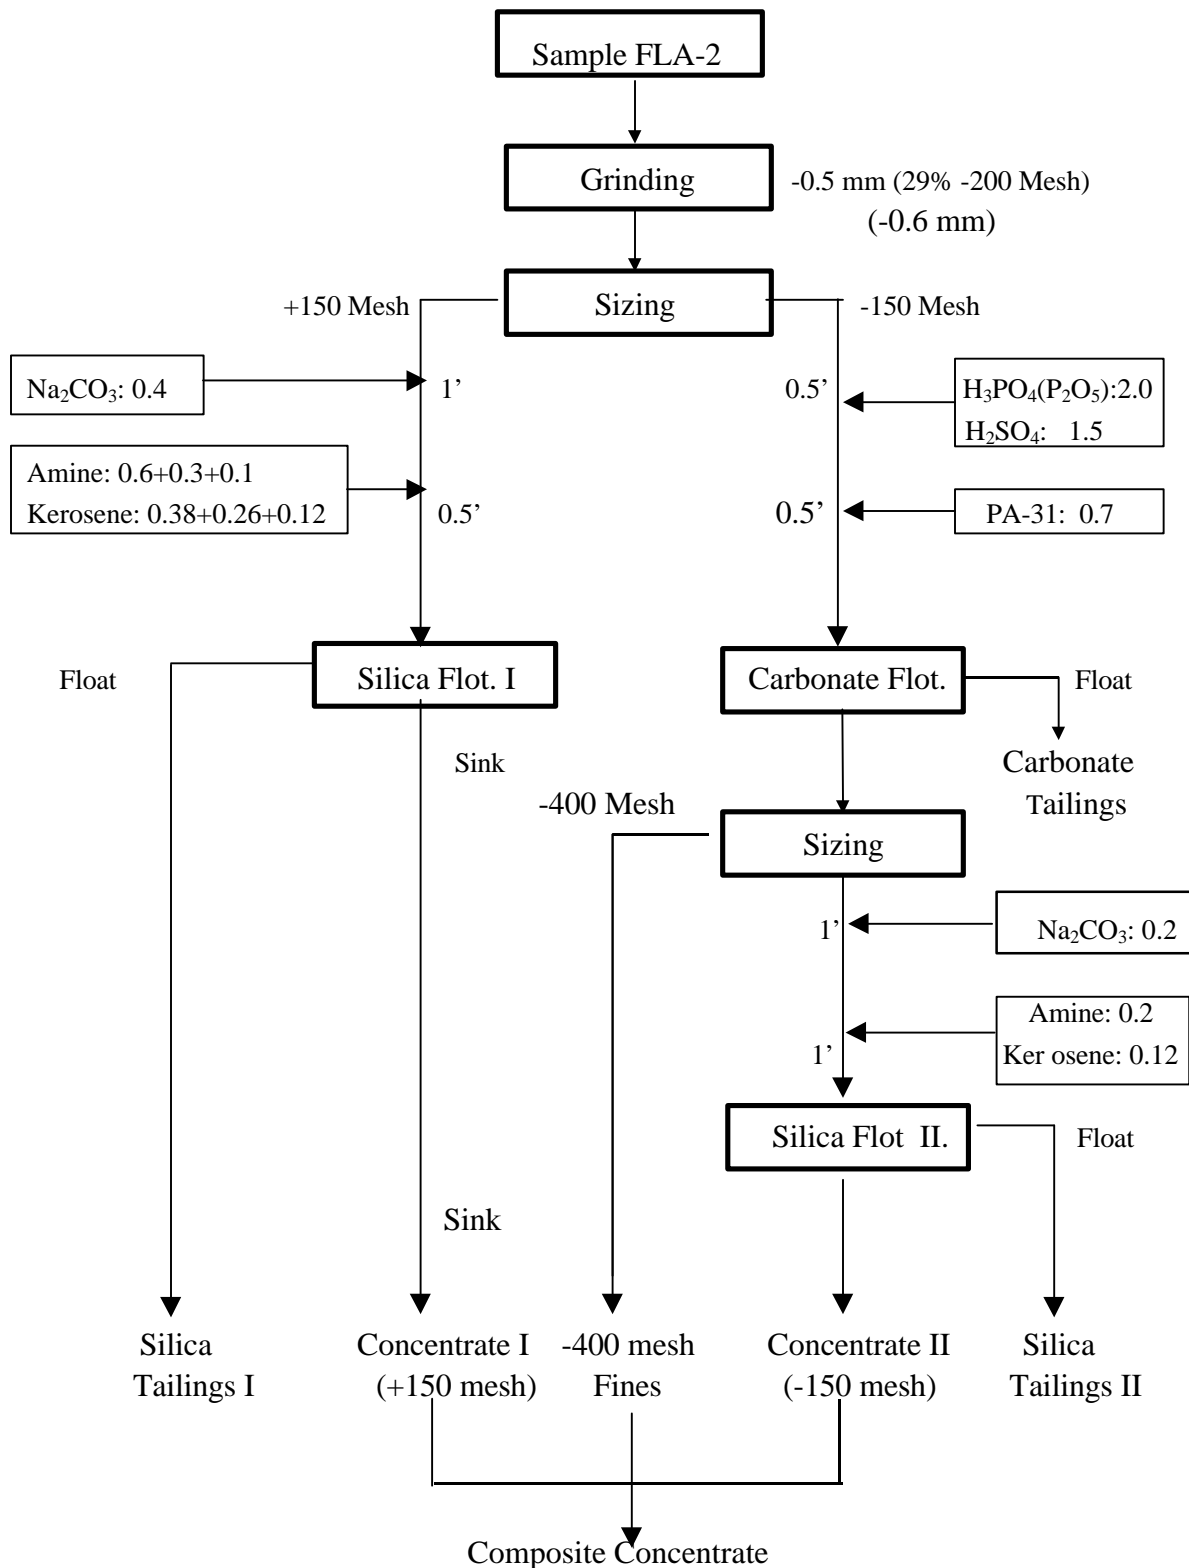 Sample FLA-2
Grinding
-0.5 mm (29% -200 Mesh)
(-0.6 mm)
+150 Mesh
Sizing
-150 Mesh
Na₂CO₃: 0.4
1’
0.5’
H₃PO₄(P₂O₅):2.0
H₂SO₄: 1.5
Amine: 0.6+0.3+0.1
Kerosene: 0.38+0.26+0.12
0.5’
0.5’
PA-31: 0.7
Float
Silica Flot. I
Carbonate Flot.
Float
Sink
Carbonate
Tailings
-400 Mesh
Sizing
1’
Na₂CO₃: 0.2
1’
Amine: 0.2
Ker osene: 0.12
Silica Flot II.
Float
Sink
Silica
Tailings I
Concentrate I
(+150 mesh)
-400 mesh
Fines
Concentrate II
(-150 mesh)
Silica
Tailings II
Composite Concentrate